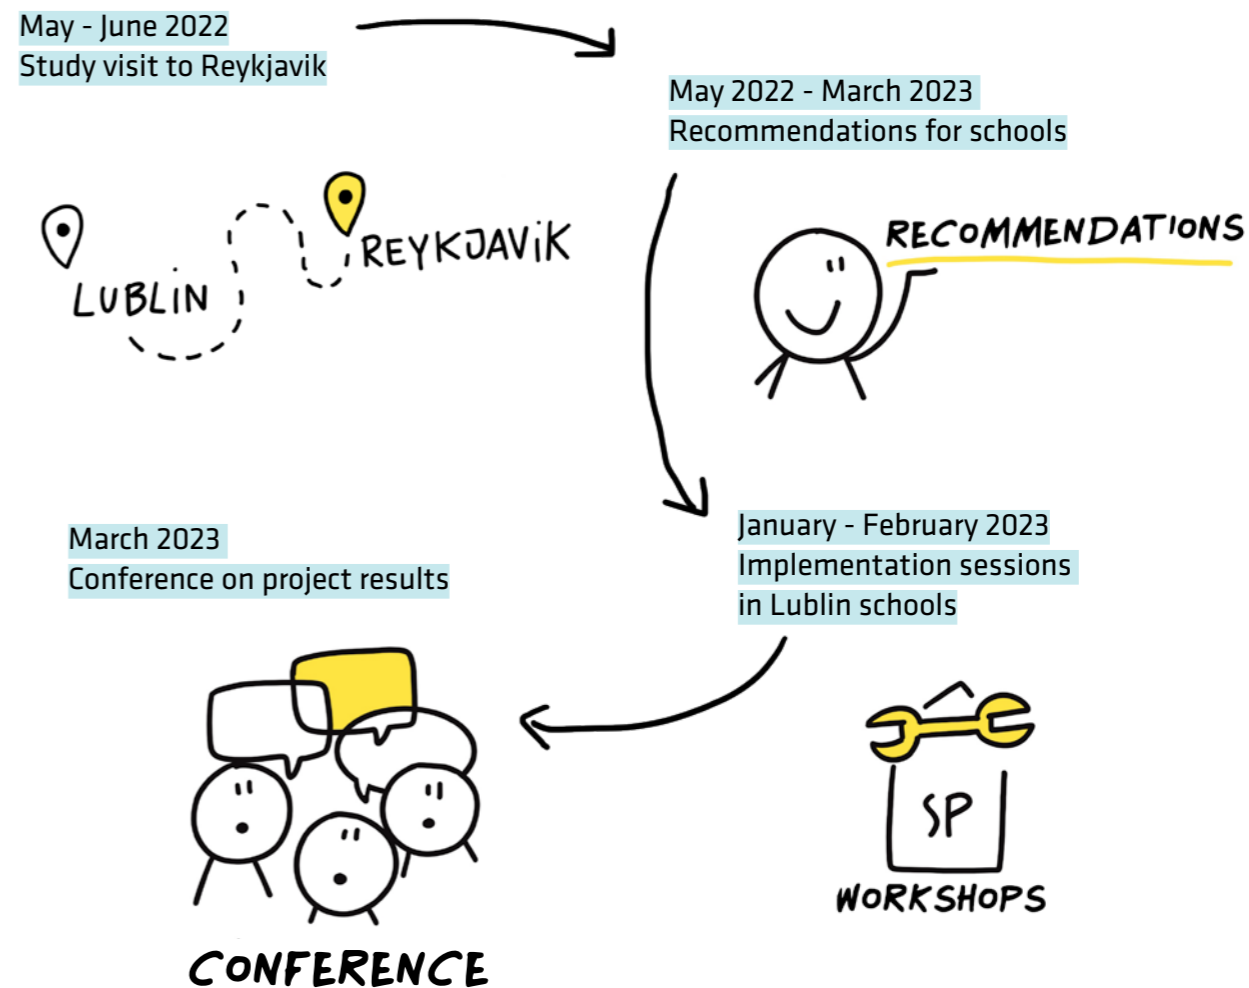 May - June 2022
Study visit to Reykjavik
LUBLiN
REYKJAViK
May 2022 - March 2023
Recommendations for schools
RECOMMENDATIONS
January - February 2023
Implementation sessions
in Lublin schools
SP
WORKSHOPS
March 2023
Conference on project results
CONFERENCE